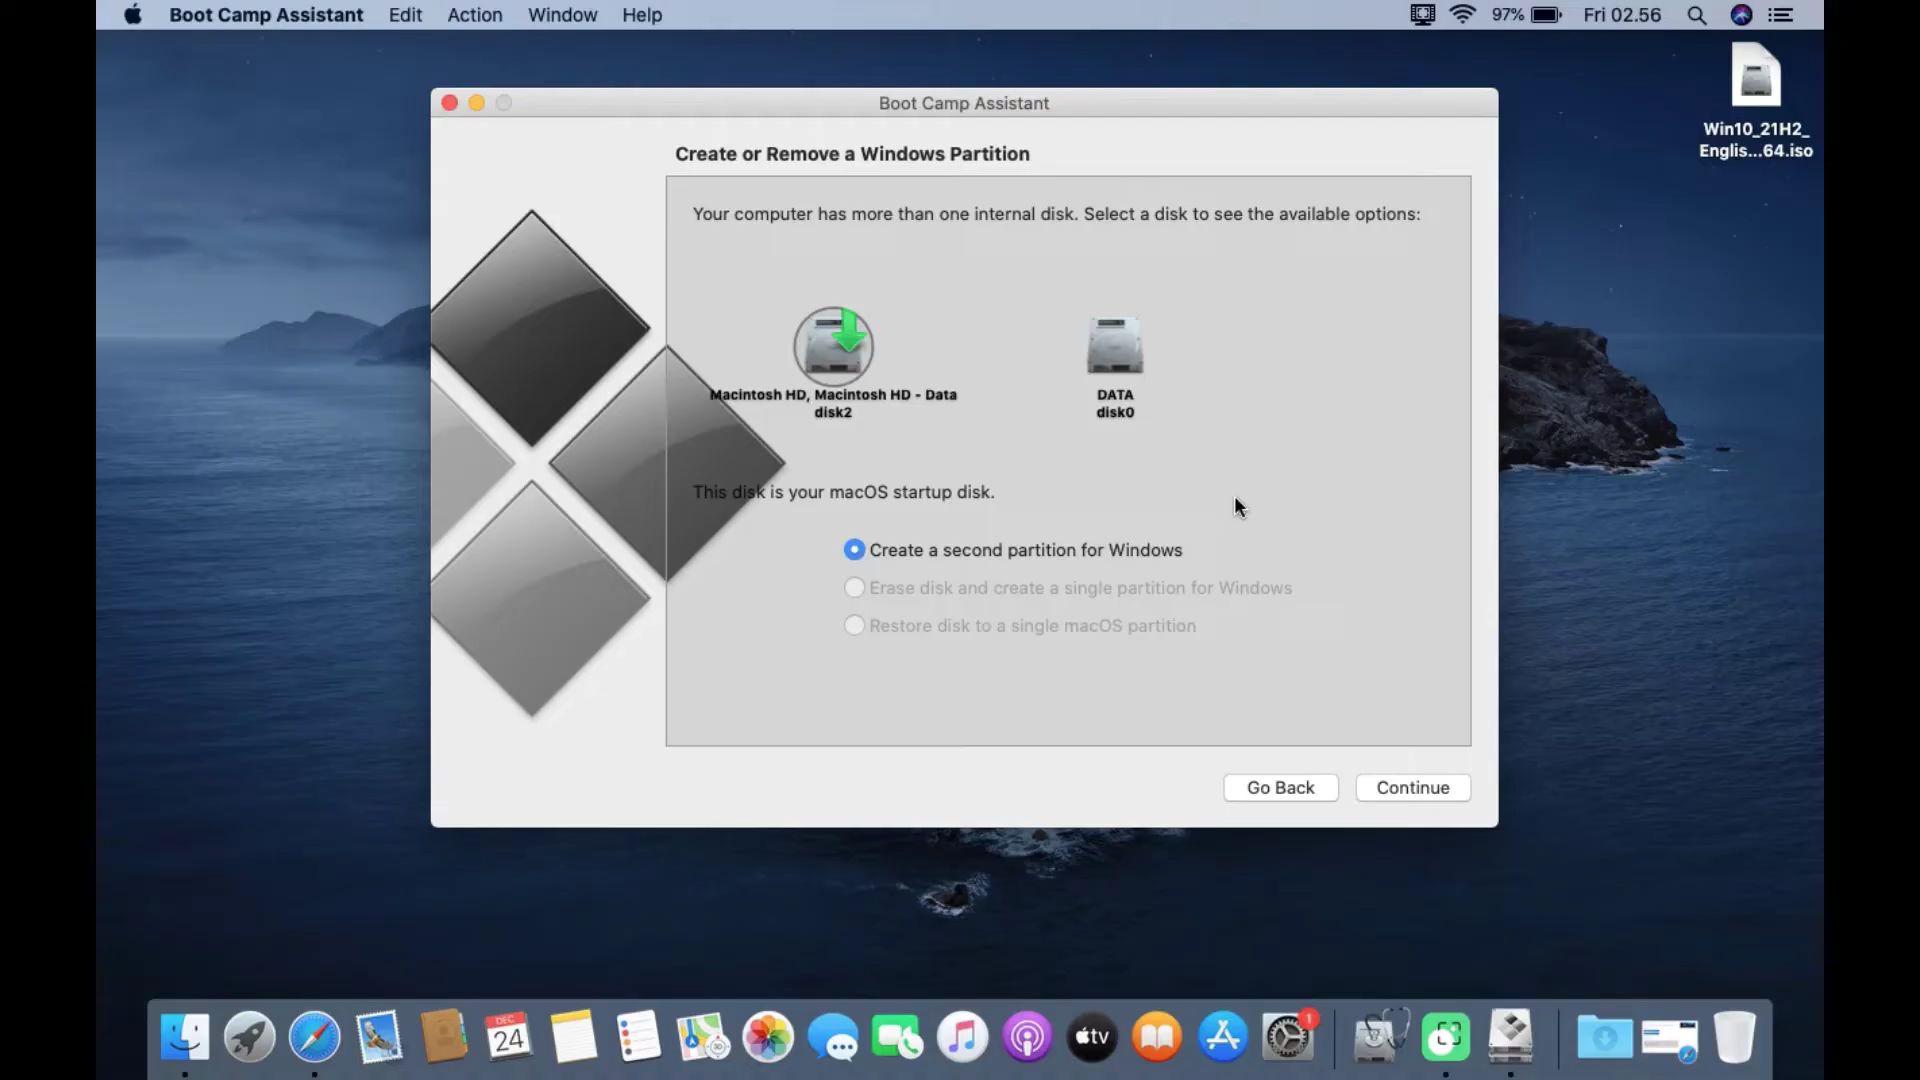 Boot Camp Assistant Edit Action Window Help 97% Fri 02.56
Win10_21H2_
Englis...64.iso
Boot Camp Assistant
Create or Remove a Windows Partition
Your computer has more than one internal disk. Select a disk to see the available options:
Macintosh HD, Macintosh HD - Data
disk2
DATA
disk0
This disk is your macOS startup disk.
Create a second partition for Windows
Erase disk and create a single partition for Windows
Restore disk to a single macOS partition
Go Back Continue
DEC
24
3D
tv
1